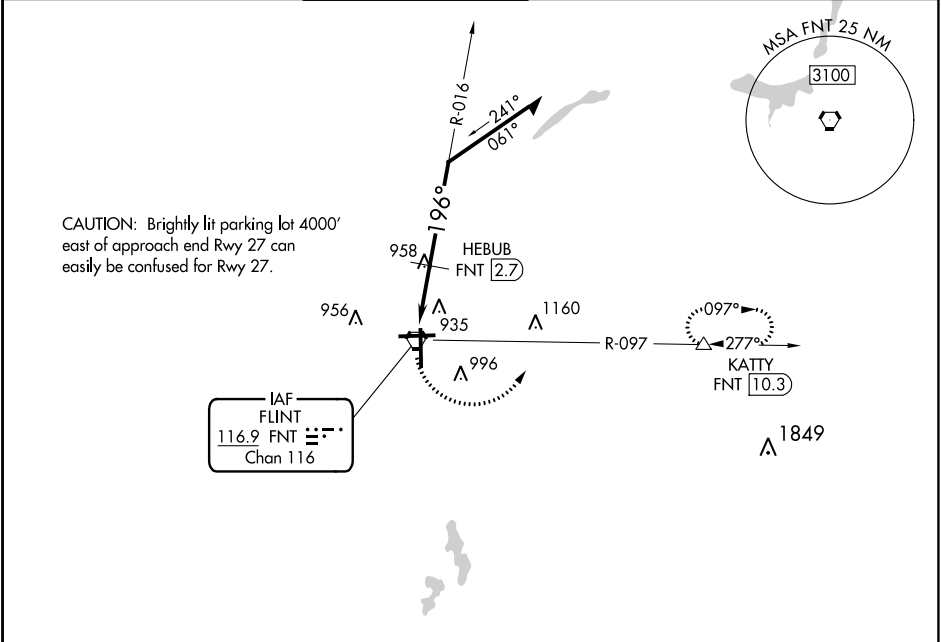 MSA FNT 25 NM
3100
R-016
241°
061°
196°
CAUTION: Brightly lit parking lot 4000'
east of approach end Rwy 27 can
easily be confused for Rwy 27.
958
HEBUB
FNT 2.7
956
935
1160
097°
R-097
277°
KATTY
FNT 10.3
996
IAF
FLINT
116.9 FNT
Chan 116
1849